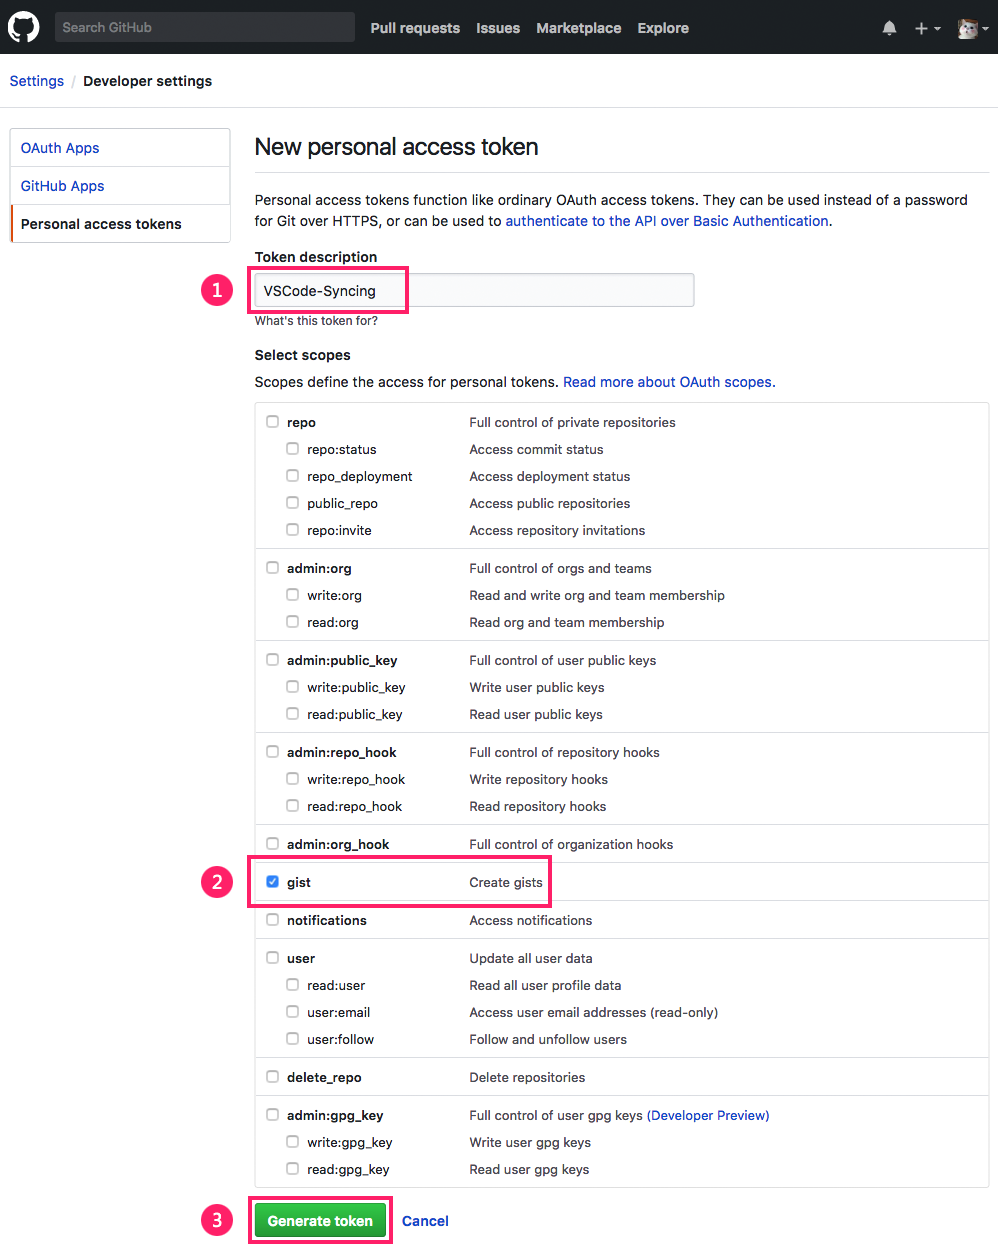 Search GitHub Pull requests Issues Marketplace Explore
Settings / Developer settings
OAuth Apps
GitHub Apps
Personal access tokens
New personal access token
Personal access tokens function like ordinary OAuth access tokens. They can be used instead of a password
for Git over HTTPS, or can be used to authenticate to the API over Basic Authentication.
Token description
1 VSCode-Syncing
What's this token for?
Select scopes
Scopes define the access for personal tokens. Read more about OAuth scopes.
repo Full control of private repositories
repo:status Access commit status
repo_deployment Access deployment status
public_repo Access public repositories
repo:invite Access repository invitations
admin:org Full control of orgs and teams
write:org Read and write org and team membership
read:org Read org and team membership
admin:public_key Full control of user public keys
write:public_key Write user public keys
read:public_key Read user public keys
admin:repo_hook Full control of repository hooks
write:repo_hook Write repository hooks
read:repo_hook Read repository hooks
admin:org_hook Full control of organization hooks
2 gist Create gists
notifications Access notifications
user Update all user data
read:user Read all user profile data
user:email Access user email addresses (read-only)
user:follow Follow and unfollow users
delete_repo Delete repositories
admin:gpg_key Full control of user gpg keys (Developer Preview)
write:gpg_key Write user gpg keys
read:gpg_key Read user gpg keys
3 Generate token Cancel